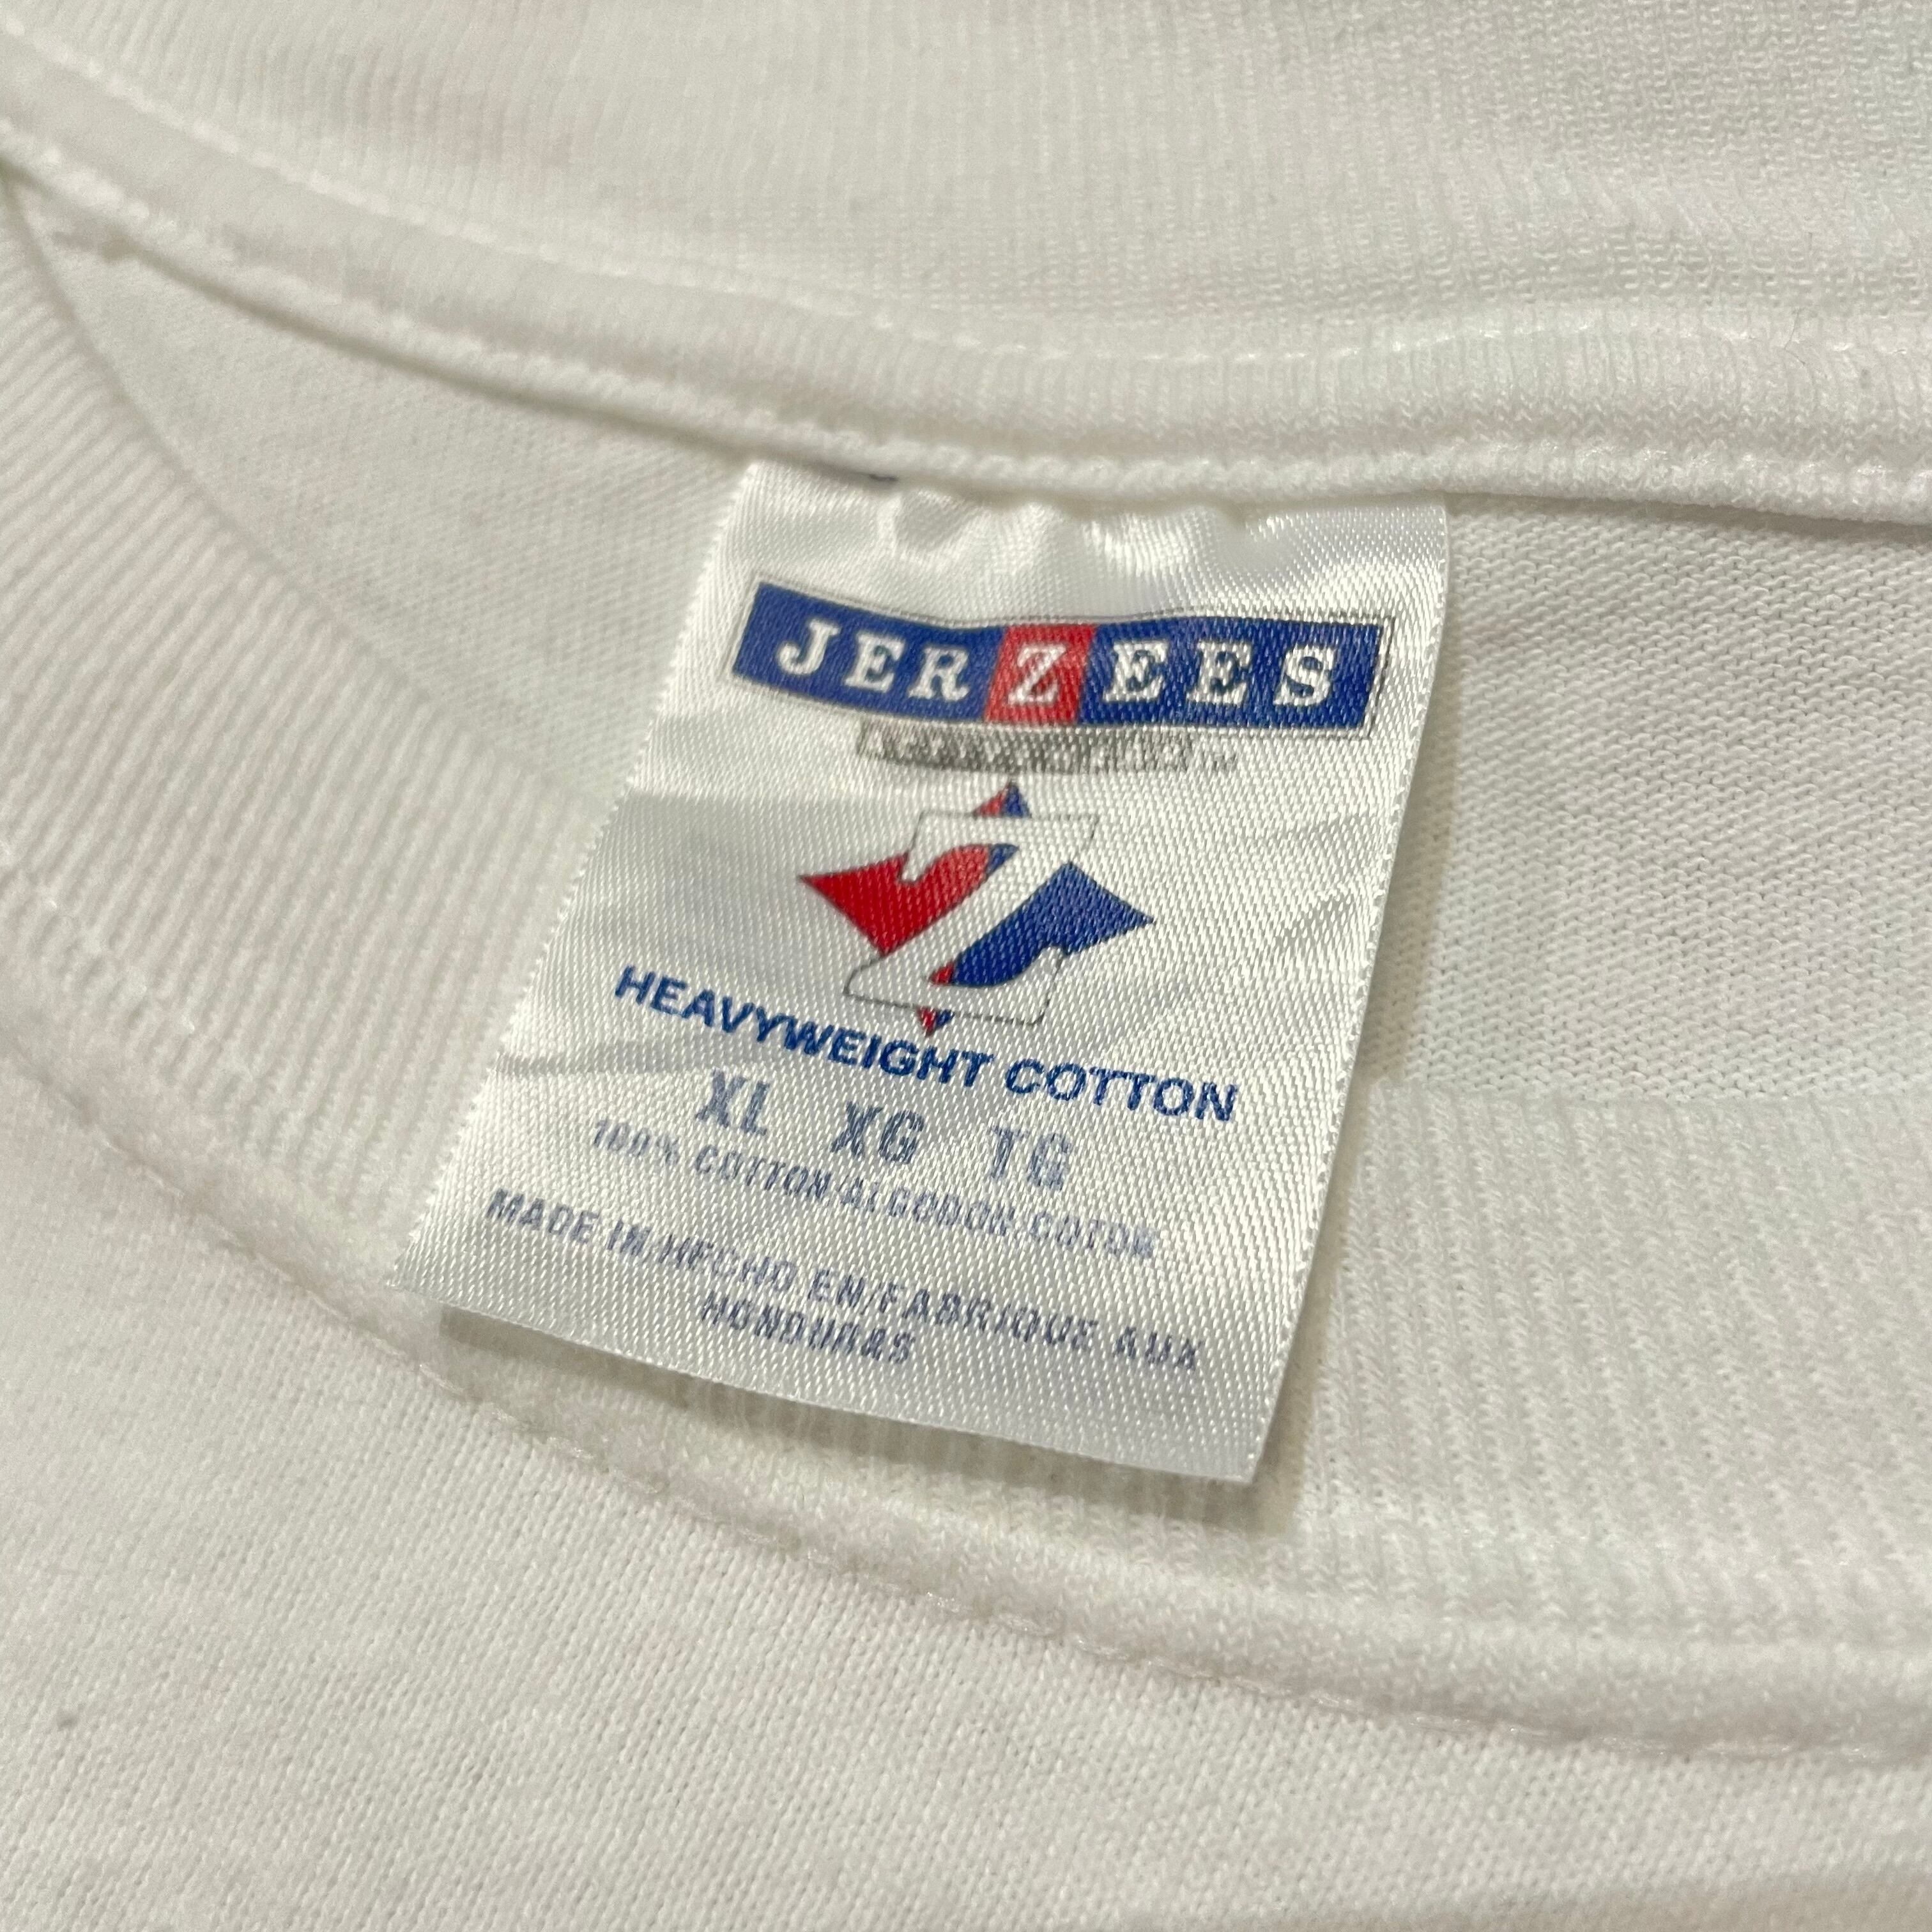 JERZEES
Z
HEAVYWEIGHT COTTON
XL XG TG
100% COTTON ALGODON COTON
MADE IN/HECHO EN/FABRIQUE AUX
HONDURAS